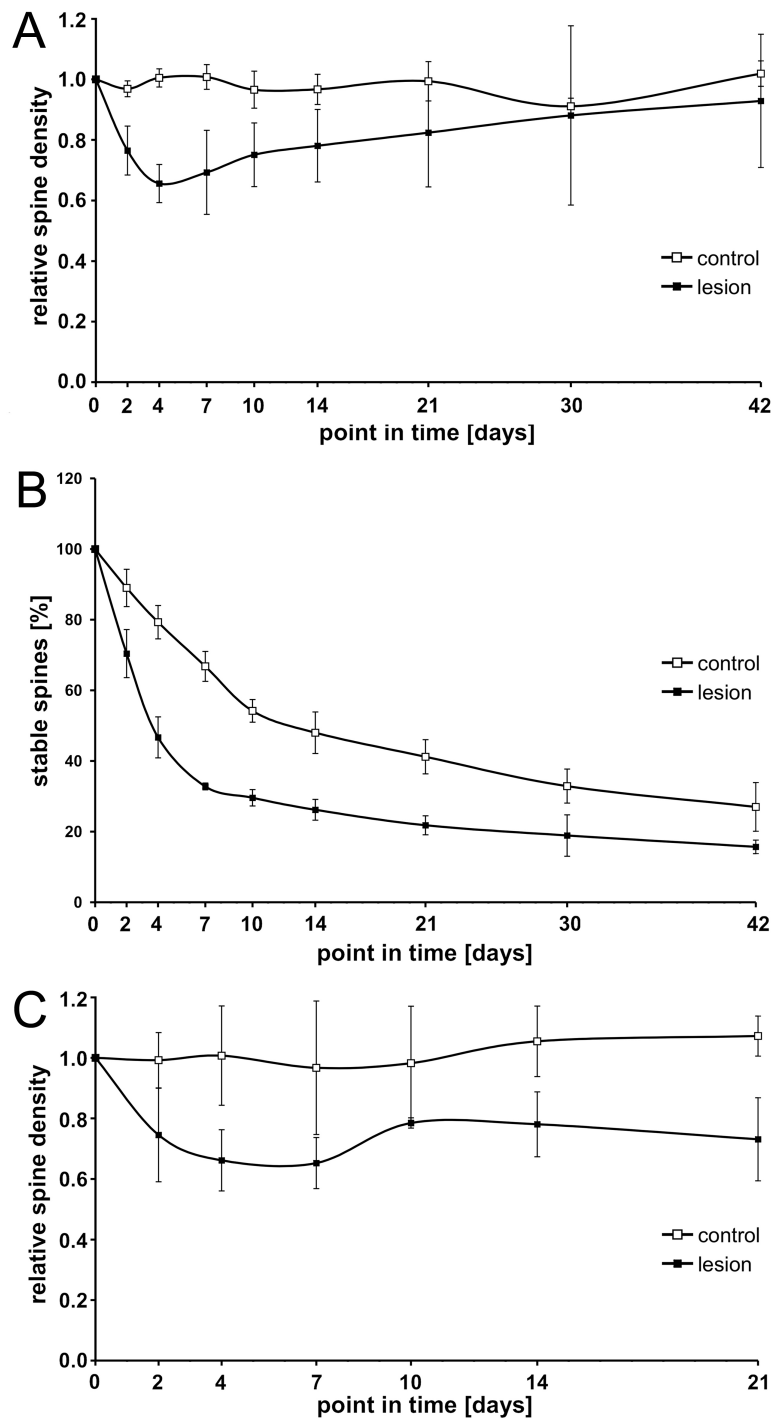 A
relative spine density
1.2
1.0
0.8
0.6
0.4
0.2
0.0
control
lesion
0 2 4 7 10 14 21 30 42
point in time [days]
B
stable spines [%]
120
100
80
60
40
20
0
control
lesion
0 2 4 7 10 14 21 30 42
point in time [days]
C
relative spine density
1.2
1.0
0.8
0.6
0.4
0.2
0.0
control
lesion
0 2 4 7 10 14 21
point in time [days]